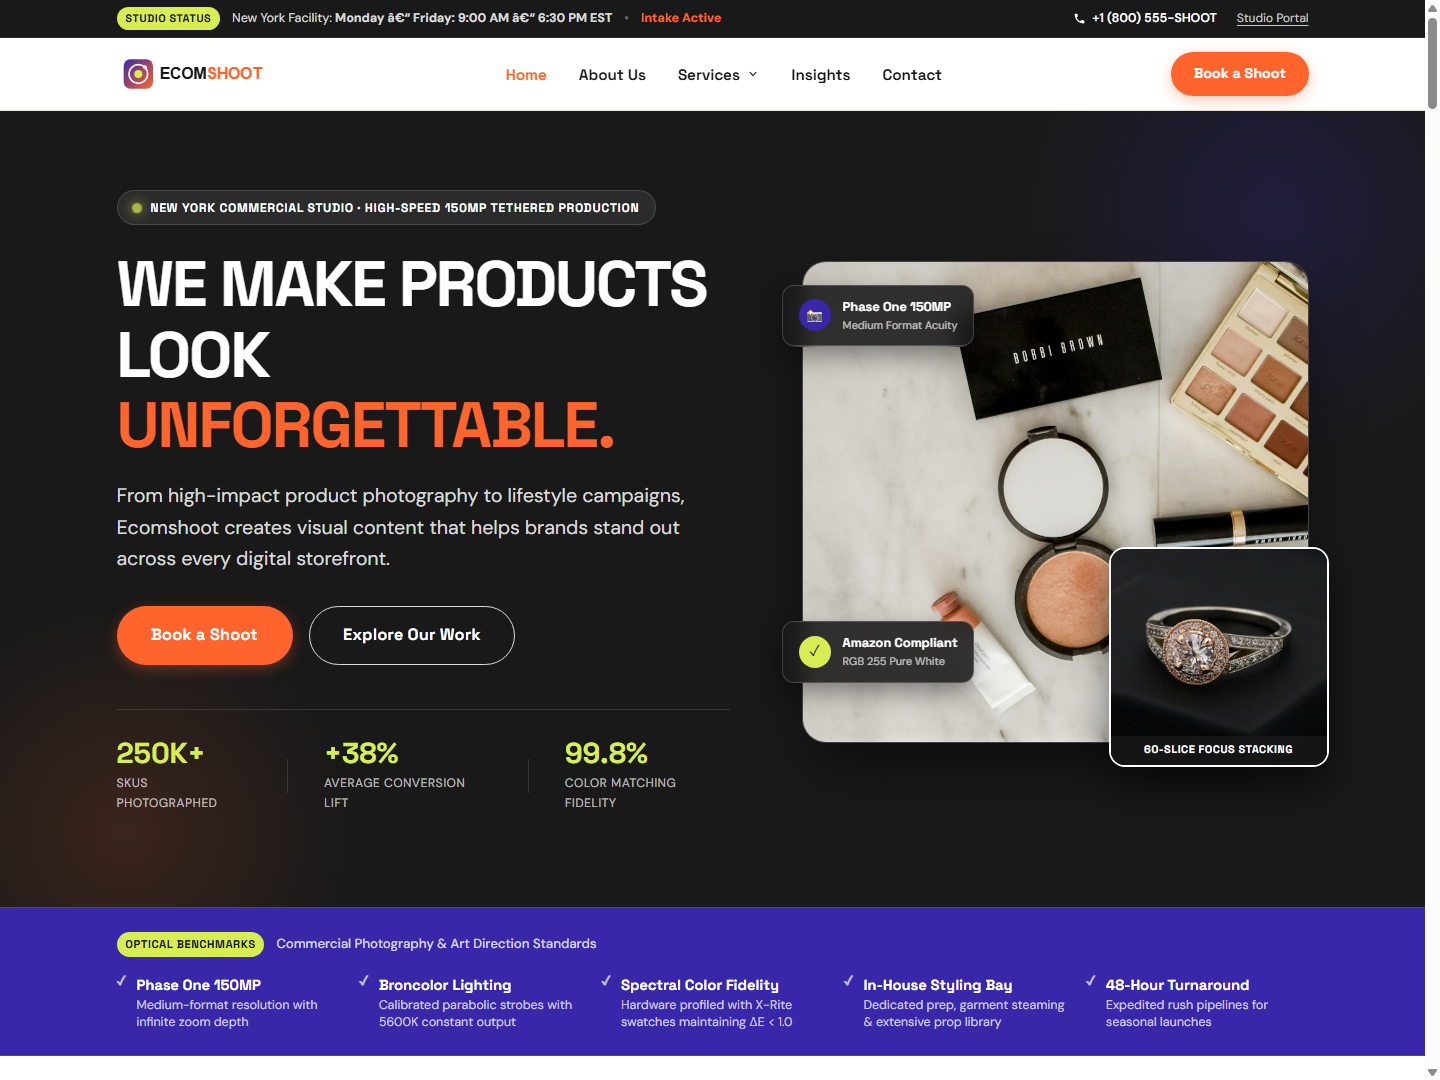 STUDIO STATUS New York Facility: Monday â€“ Friday: 9:00 AM â€“ 6:30 PM EST • Intake Active +1 (800) 555-SHOOT Studio Portal
ECOMSHOOT Home About Us Services Insights Contact Book a Shoot
NEW YORK COMMERCIAL STUDIO · HIGH-SPEED 150MP TETHERED PRODUCTION
WE MAKE PRODUCTS
LOOK
UNFORGETTABLE.
From high-impact product photography to lifestyle campaigns,
Ecomshoot creates visual content that helps brands stand out
across every digital storefront.
Book a Shoot Explore Our Work
250K+
SKUS
PHOTOGRAPHED
+38%
AVERAGE CONVERSION
LIFT
99.8%
COLOR MATCHING
FIDELITY
Phase One 150MP
Medium Format Acuity
BOBBI BROWN
Amazon Compliant
RGB 255 Pure White
60-SLICE FOCUS STACKING
OPTICAL BENCHMARKS Commercial Photography & Art Direction Standards
✓ Phase One 150MP
Medium-format resolution with
infinite zoom depth
✓ Broncolor Lighting
Calibrated parabolic strobes with
5600K constant output
✓ Spectral Color Fidelity
Hardware profiled with X-Rite
swatches maintaining ΔE < 1.0
✓ In-House Styling Bay
Dedicated prep, garment steaming
& extensive prop library
✓ 48-Hour Turnaround
Expedited rush pipelines for
seasonal launches